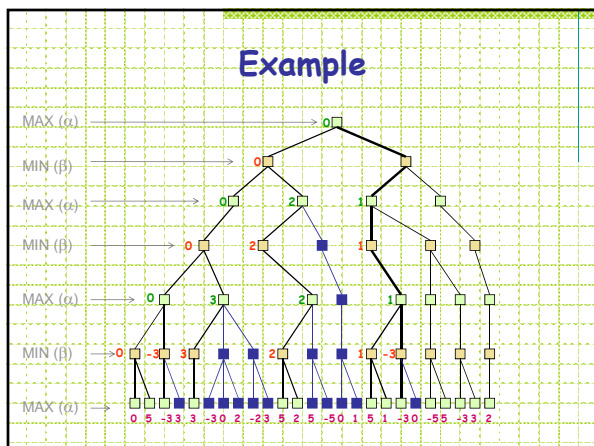 Example
MAX (α) 0
MIN (β) 0
MAX (α) 0 2 1
MIN (β) 0 2 1
MAX (α) 0 3 2 1
MIN (β) 0 -3 3 2 1 -3
MAX (α)
0 5 -3 3 3 -3 0 2 -2 3 5 2 5 -5 0 1 5 1 -3 0 -5 5 -3 3 2